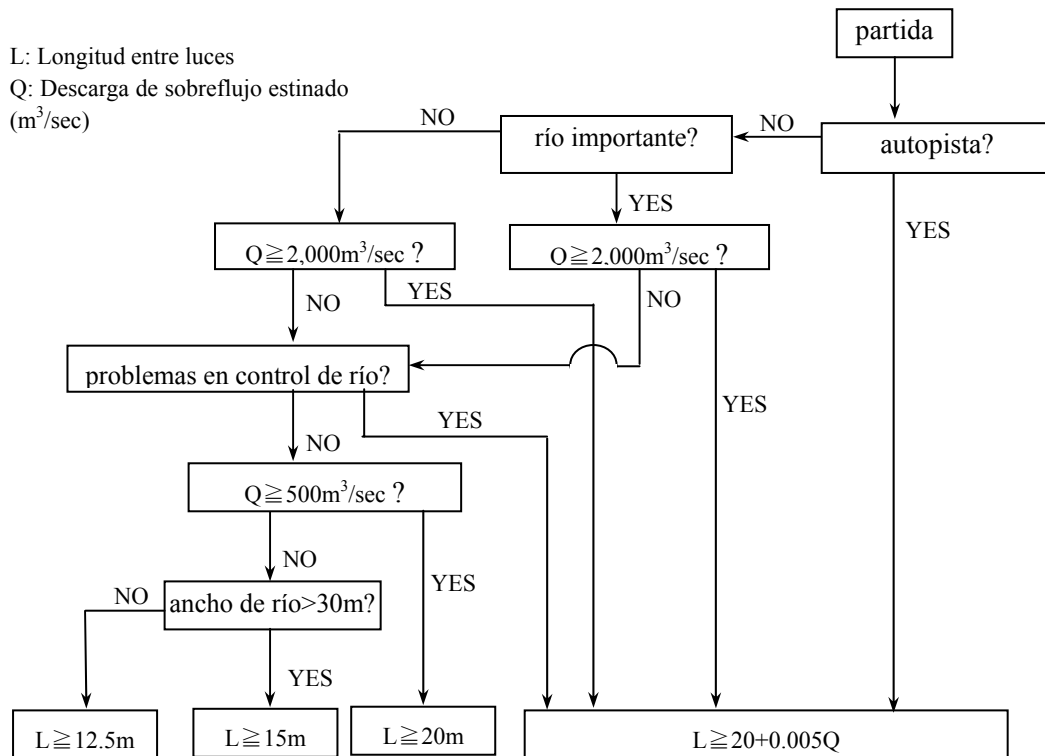 partida
L: Longitud entre luces
Q: Descarga de sobreflujo estinado
(m³/sec)
NO
río importante?
NO
autopista?
YES
YES
Q≧2,000m³/sec ?
Q≧2,000m³/sec ?
NO
YES
NO
problemas en control de río?
YES
YES
NO
Q≧500m³/sec ?
NO
YES
NO
ancho de río>30m?
YES
L≧12.5m
L≧15m
L≧20m
L≧20+0.005Q